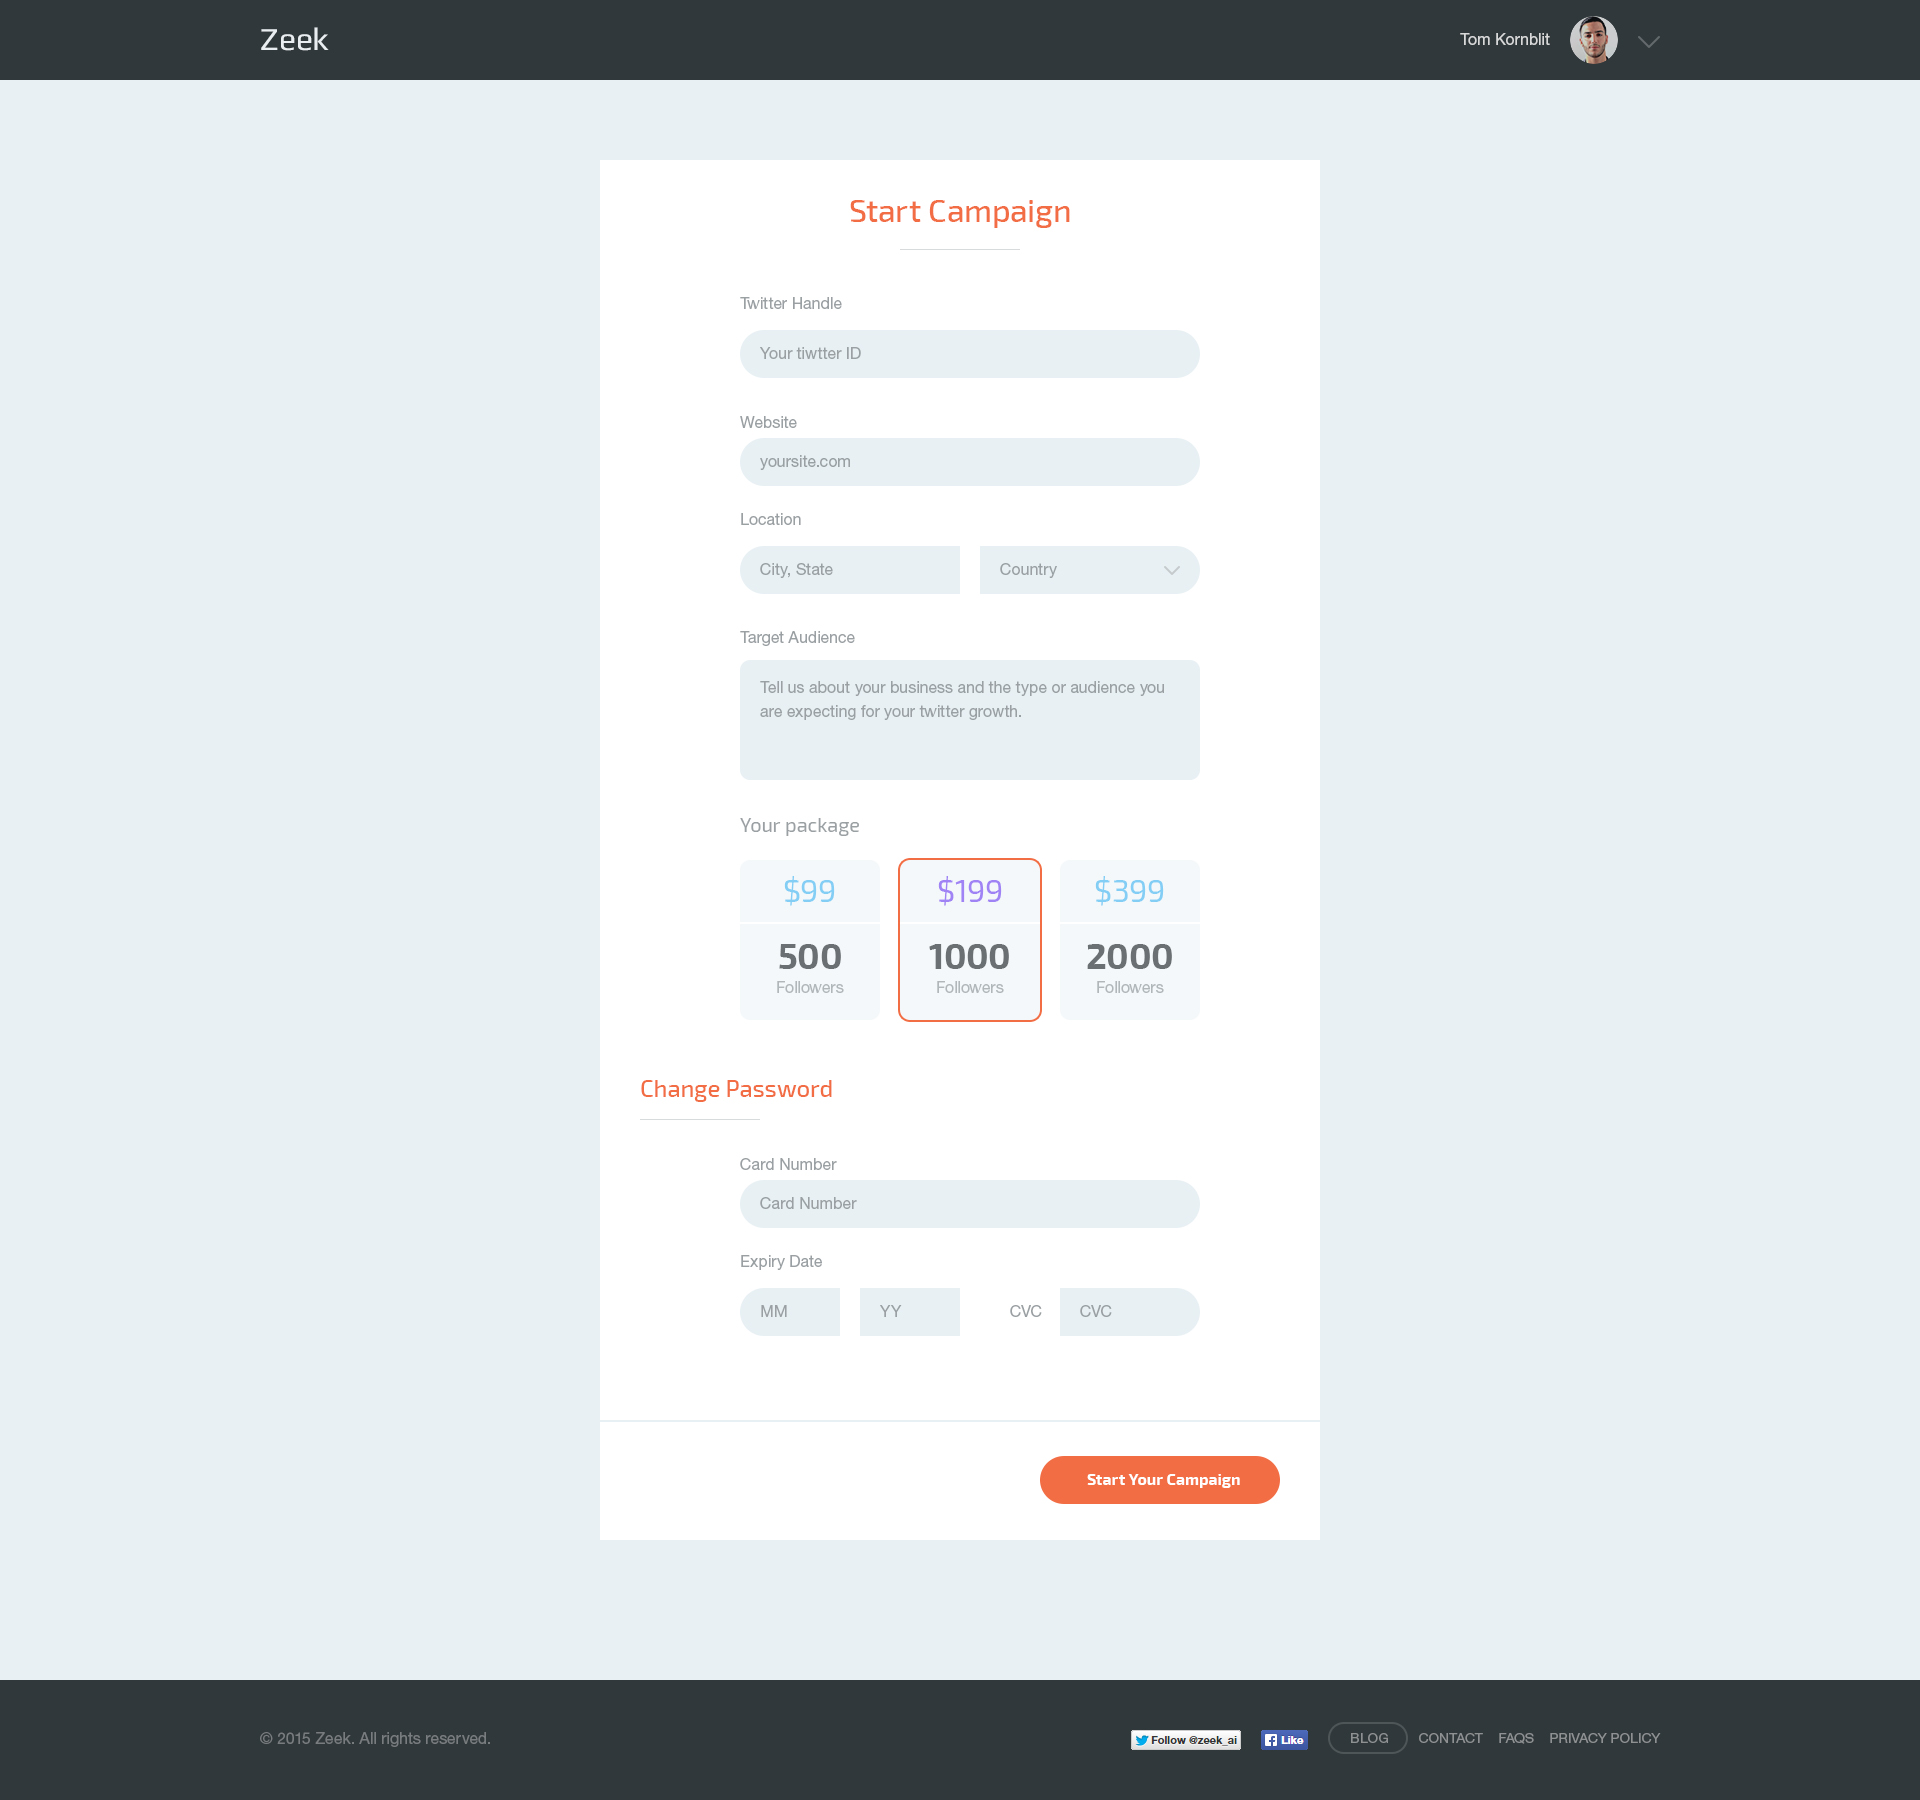 Zeek
Tom Kornblit
Start Campaign
Twitter Handle
Your tiwtter ID
Website
yoursite.com
Location
City, State
Country
Target Audience
Tell us about your business and the type or audience you
are expecting for your twitter growth.
Your package
$99
500
Followers
$199
1000
Followers
$399
2000
Followers
Change Password
Card Number
Card Number
Expiry Date
MM
YY
CVC
CVC
Start Your Campaign
© 2015 Zeek. All rights reserved.
Follow @zeek_ai
Like
BLOG
CONTACT
FAQS
PRIVACY POLICY